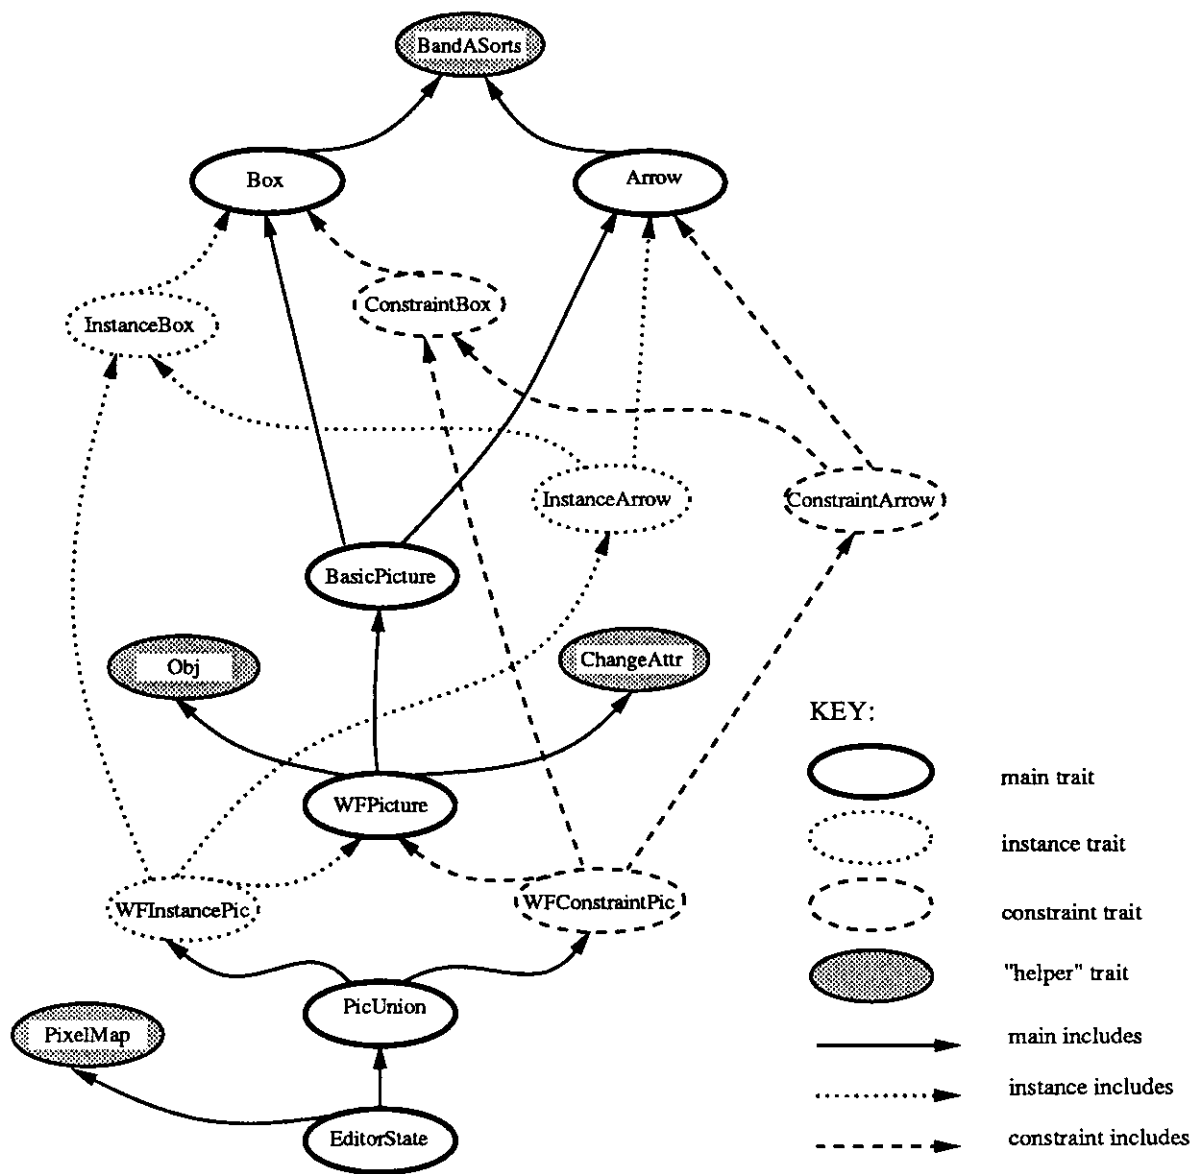 BandASorts
Box
Arrow
InstanceBox
ConstraintBox
InstanceArrow
ConstraintArrow
BasicPicture
Obj
ChangeAttr
WFPicture
WFInstancePic
WFConstraintPic
PicUnion
PixelMap
EditorState
KEY:
main trait
instance trait
constraint trait
"helper" trait
main includes
instance includes
constraint includes